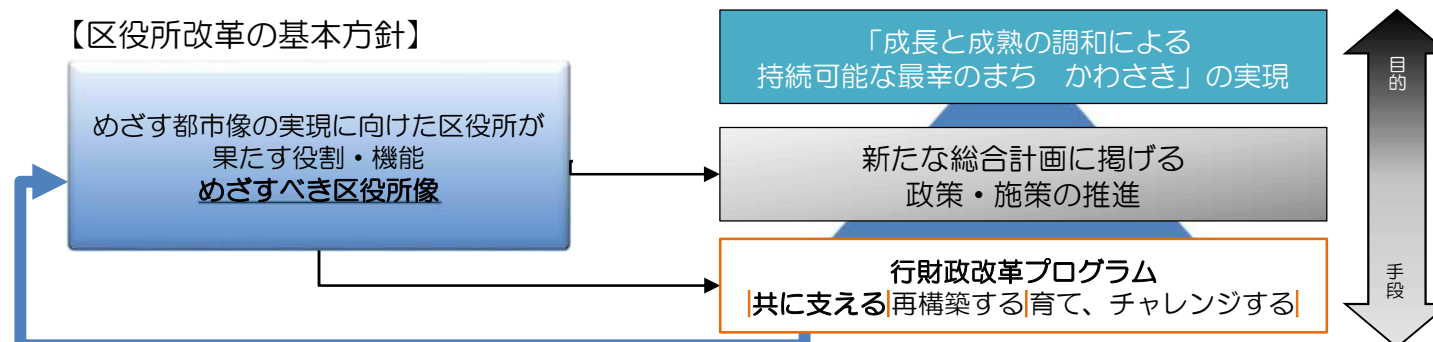 【区役所改革の基本方針】
めざす都市像の実現に向けた区役所が
果たす役割・機能
めざすべき区役所像
「成長と成熟の調和による
持続可能な最幸のまち　かわさき」の実現
新たな総合計画に掲げる
政策・施策の推進
行財政改革プログラム
|共に支える|再構築する|育て、チャレンジする|
目的
手段